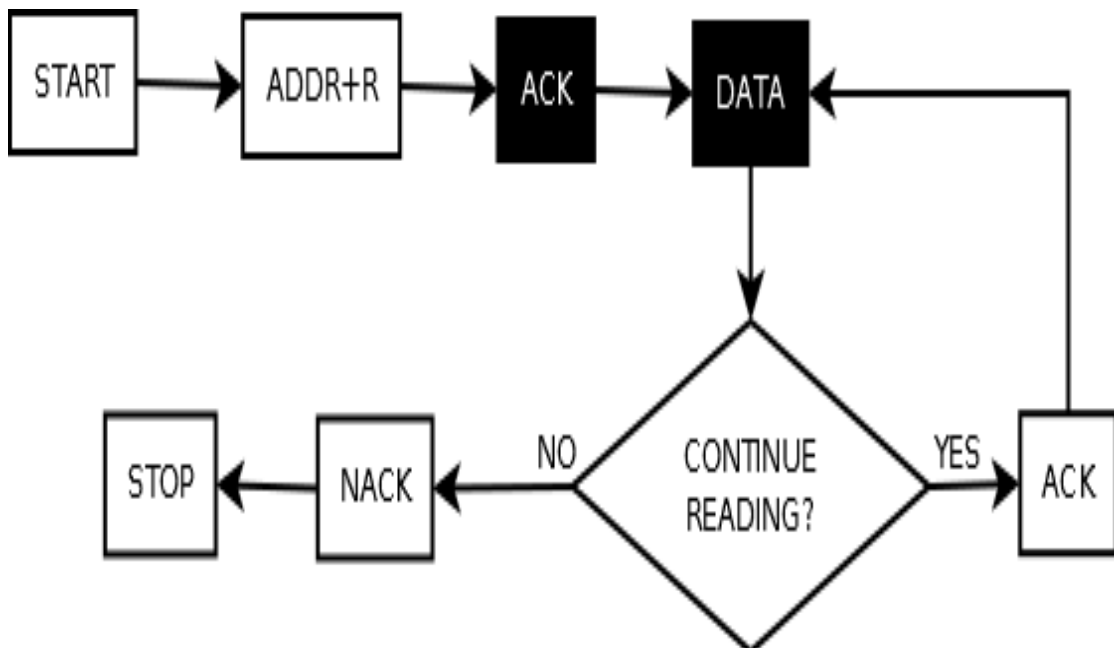 START
ADDR+R
ACK
DATA
NO
CONTINUE
READING?
YES
STOP
NACK
ACK